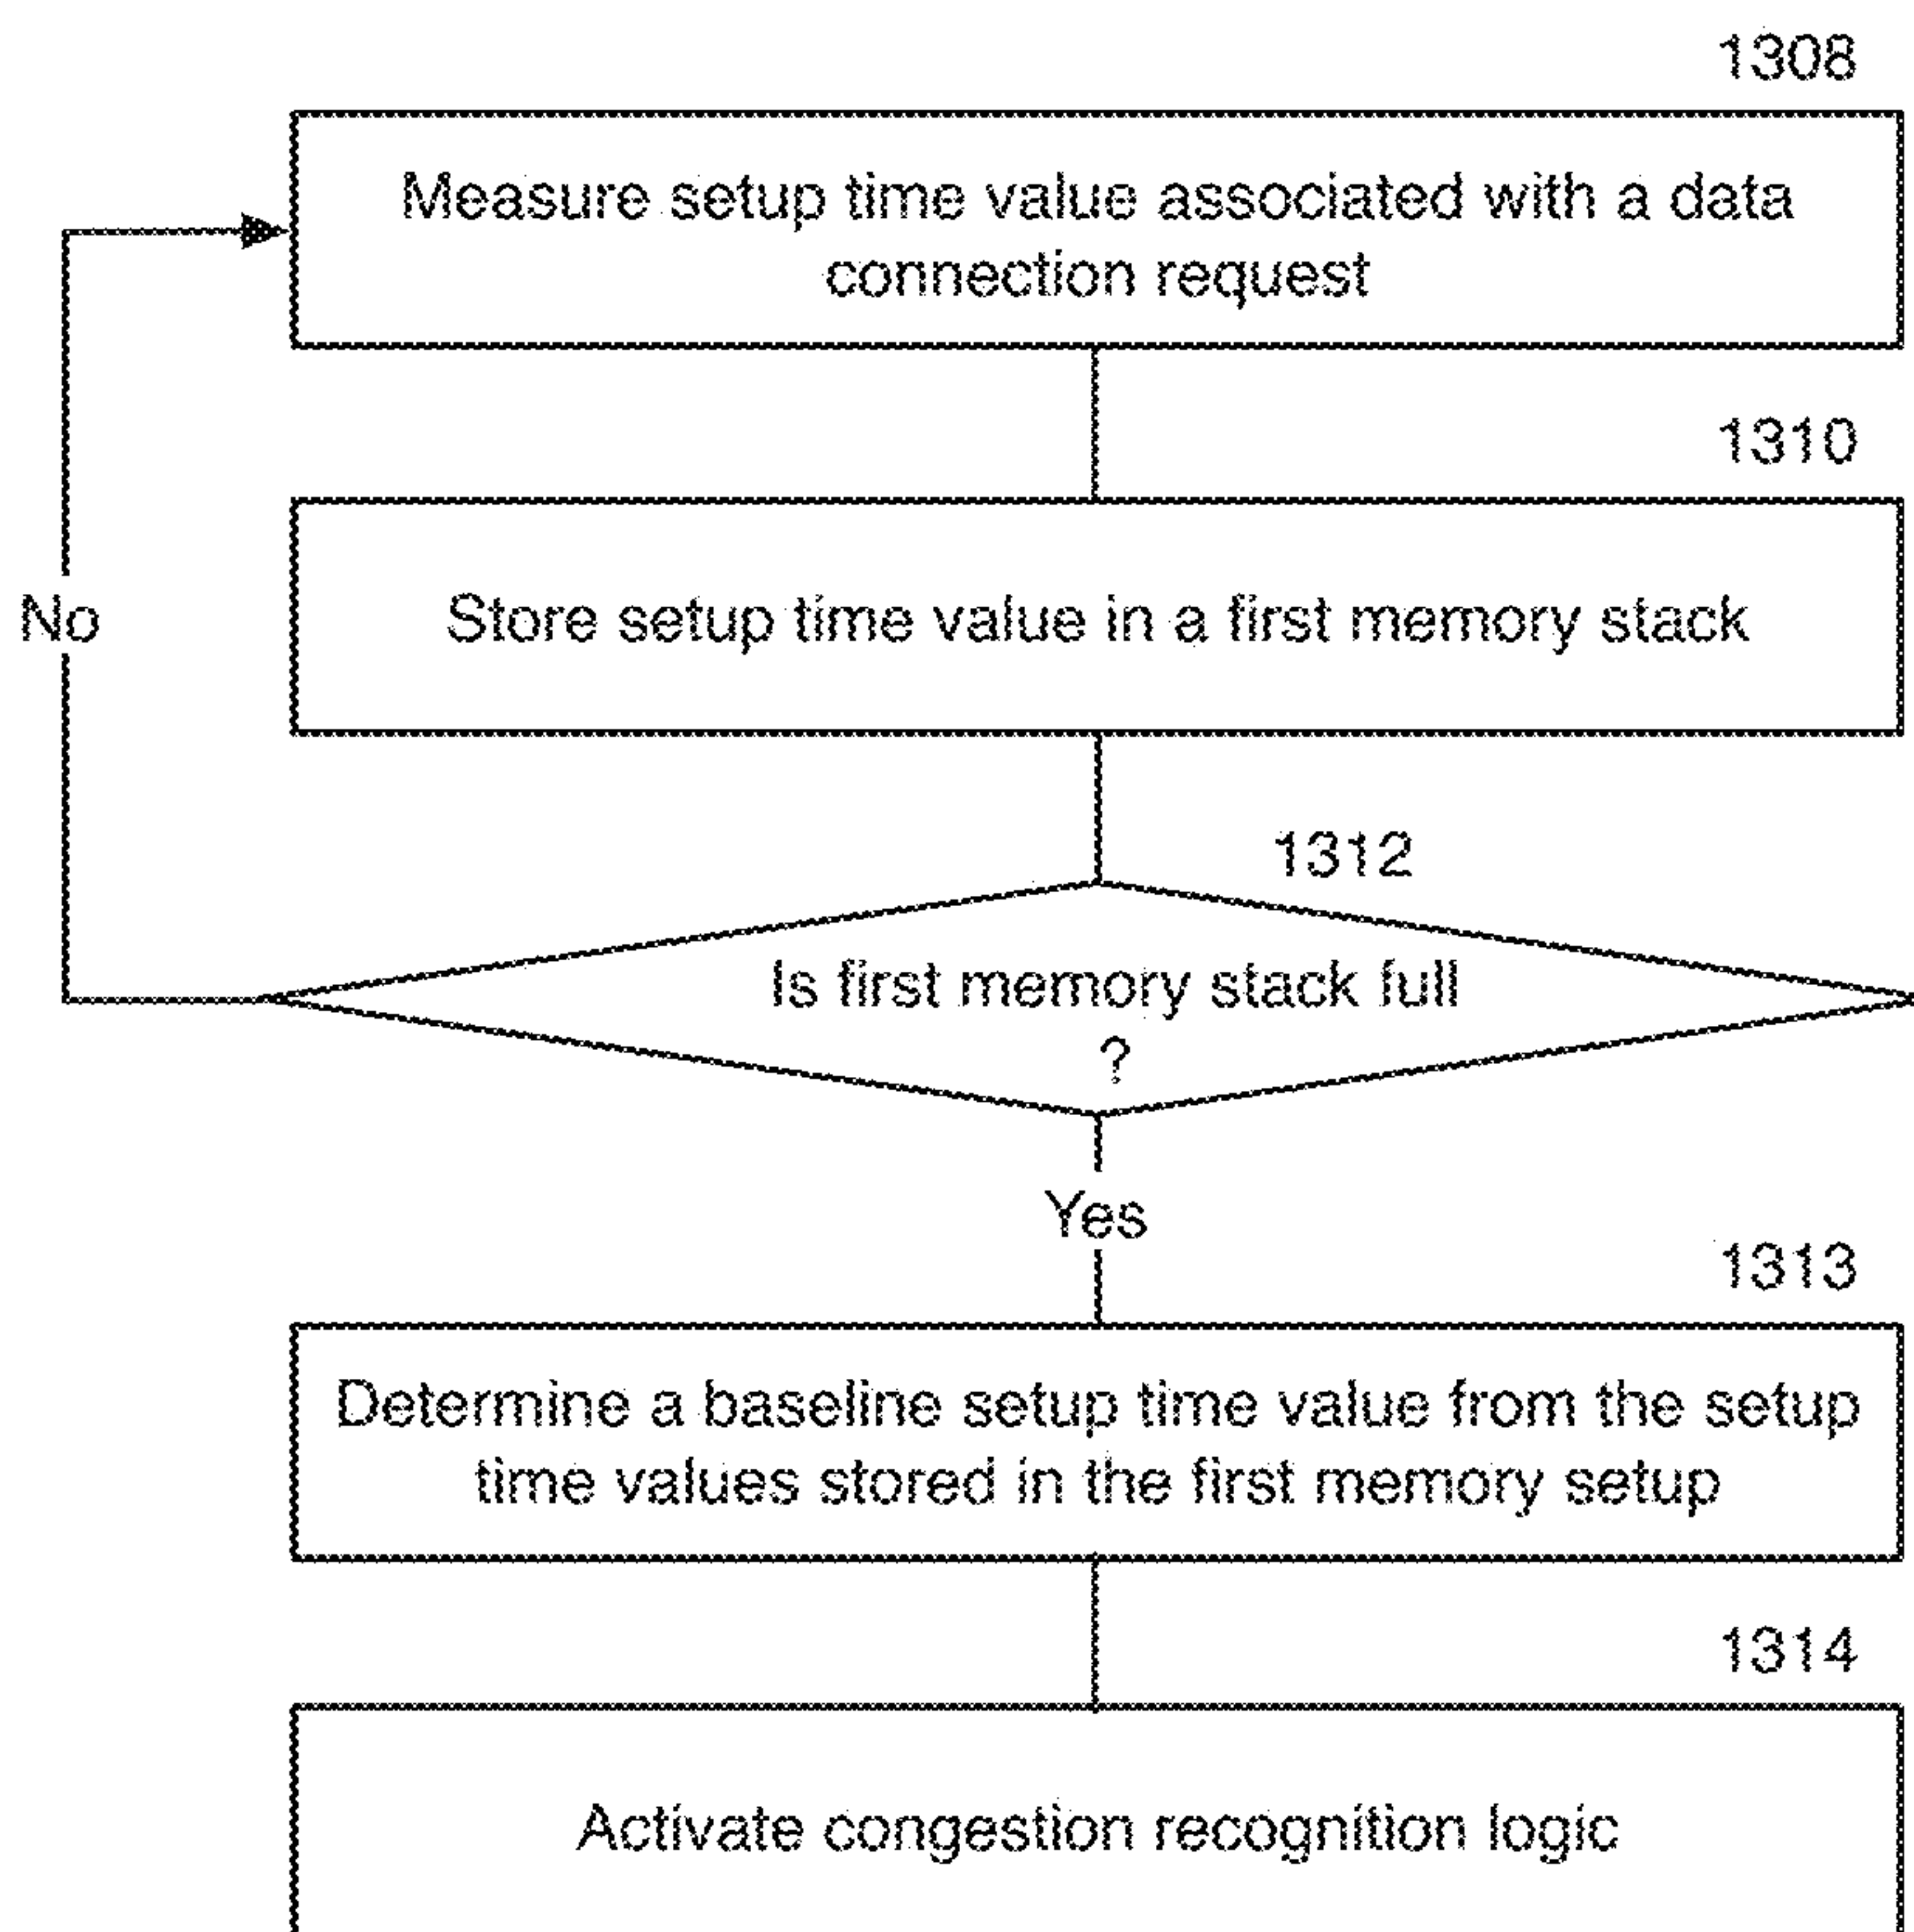 1308
Measure setup time value associated with a data
connection request
1310
Store setup time value in a first memory stack
No
1312
Is first memory stack full
?
Yes
1313
Determine a baseline setup time value from the setup
time values stored in the first memory setup
1314
Activate congestion recognition logic